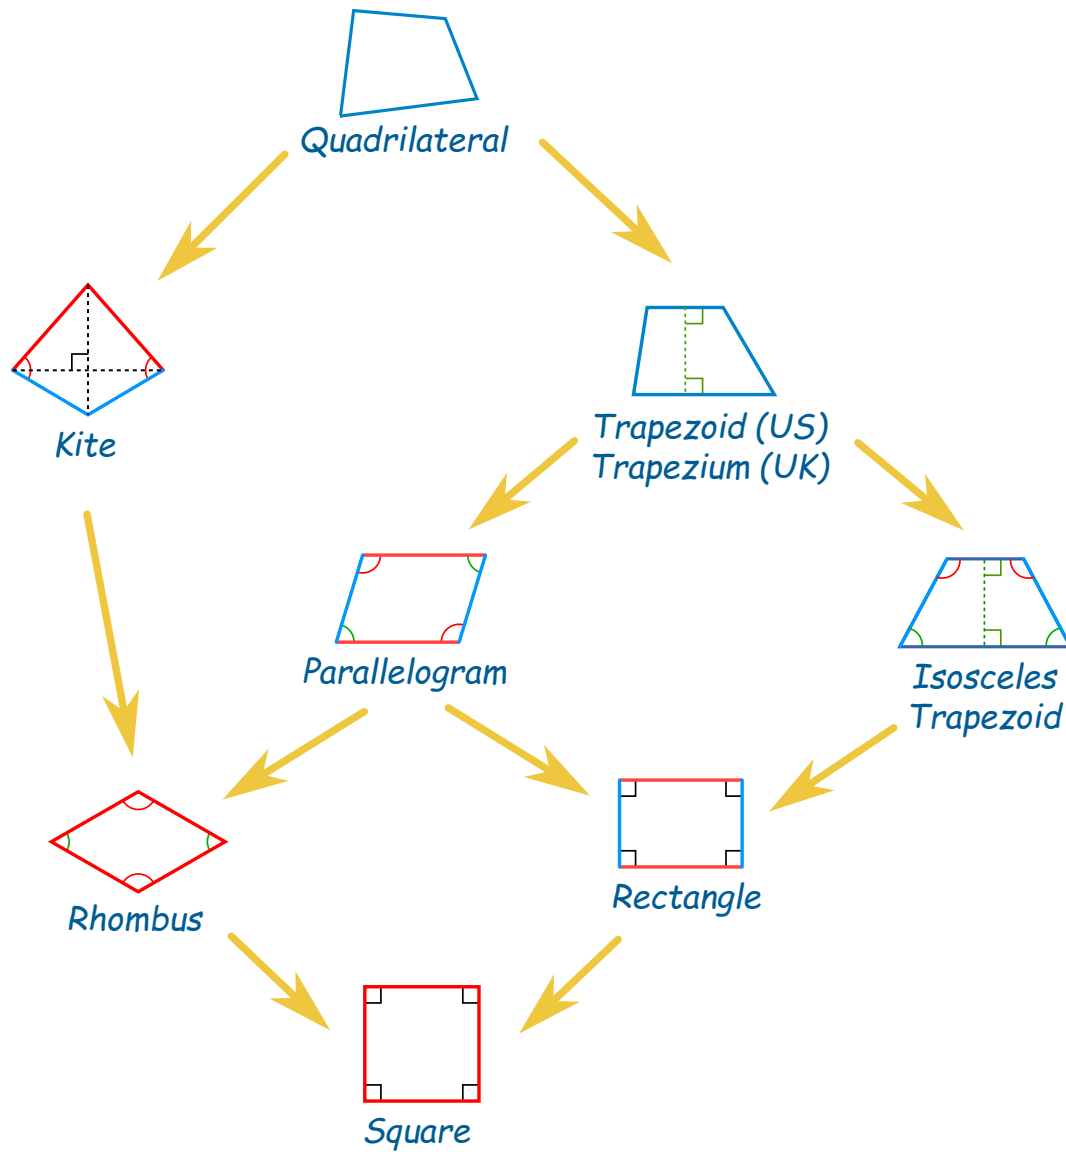 Quadrilateral
Kite
Trapezoid (US)
Trapezium (UK)
Parallelogram
Isosceles
Trapezoid
Rhombus
Rectangle
Square